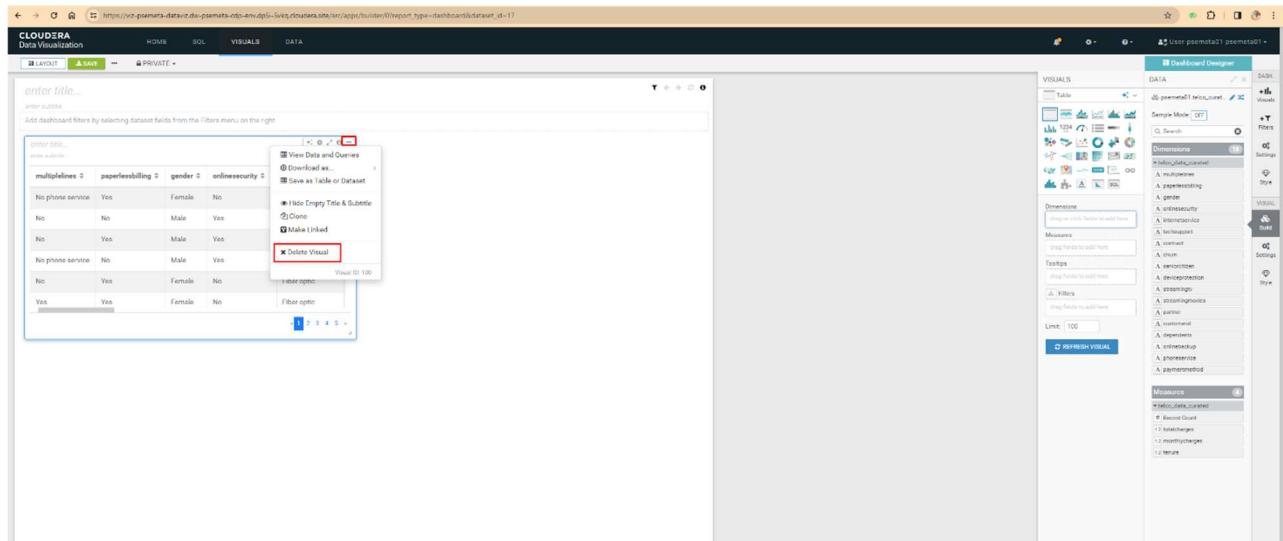 https://viz-psemeta-dataviz.dw-psemeta-cdp-env.dp5i-5vkq.cloudera.site/arc/apps/builder/0?report_type=dashboard&dataset_id=17
CLOUDERA
Data Visualization
HOME SQL VISUALS DATA
User psemeta01 psemeta01
LAYOUT SAVE PRIVATE
Dashboard Designer
enter title...
enter subtitle
Add dashboard filters by selecting dataset fields from the Filters menu on the right
enter title...
enter subtitle
multiplelines paperlessbilling gender onlinesecurity
No phone service Yes Female No
No No Male Yes
No Yes Male Yes
No phone service No Male Yes
No Yes Female No Fiber optic
Yes Yes Female No Fiber optic
1 2 3 4 5
View Data and Queries
Download as...
Save as Table or Dataset
Hide Empty Title & Subtitle
Clone
Make Linked
Delete Visual
Visual ID: 100
VISUALS
Table
1234
SQL
Dimensions
drag or click fields to add here
Measures
drag fields to add here
Tooltips
drag fields to add here
Filters
drag fields to add here
Limit: 100
REFRESH VISUAL
DATA
psemeta01 telco_curat..
Sample Mode OFF
Search
Dimensions 18
telco_data_curated
A multiplelines
A paperlessbilling
A gender
A onlinesecurity
A internetservice
A techsupport
A contract
A churn
A seniorcitizen
A deviceprotection
A streamingtv
A streamingmovies
A partner
A customerid
A dependents
A onlinebackup
A phoneservice
A paymentmethod
Measures 4
telco_data_curated
# Record Count
1.2 totalcharges
1.2 monthlycharges
1.2 tenure
DASH.
Visuals
Filters
Settings
Style
VISUAL
Build
Settings
Style